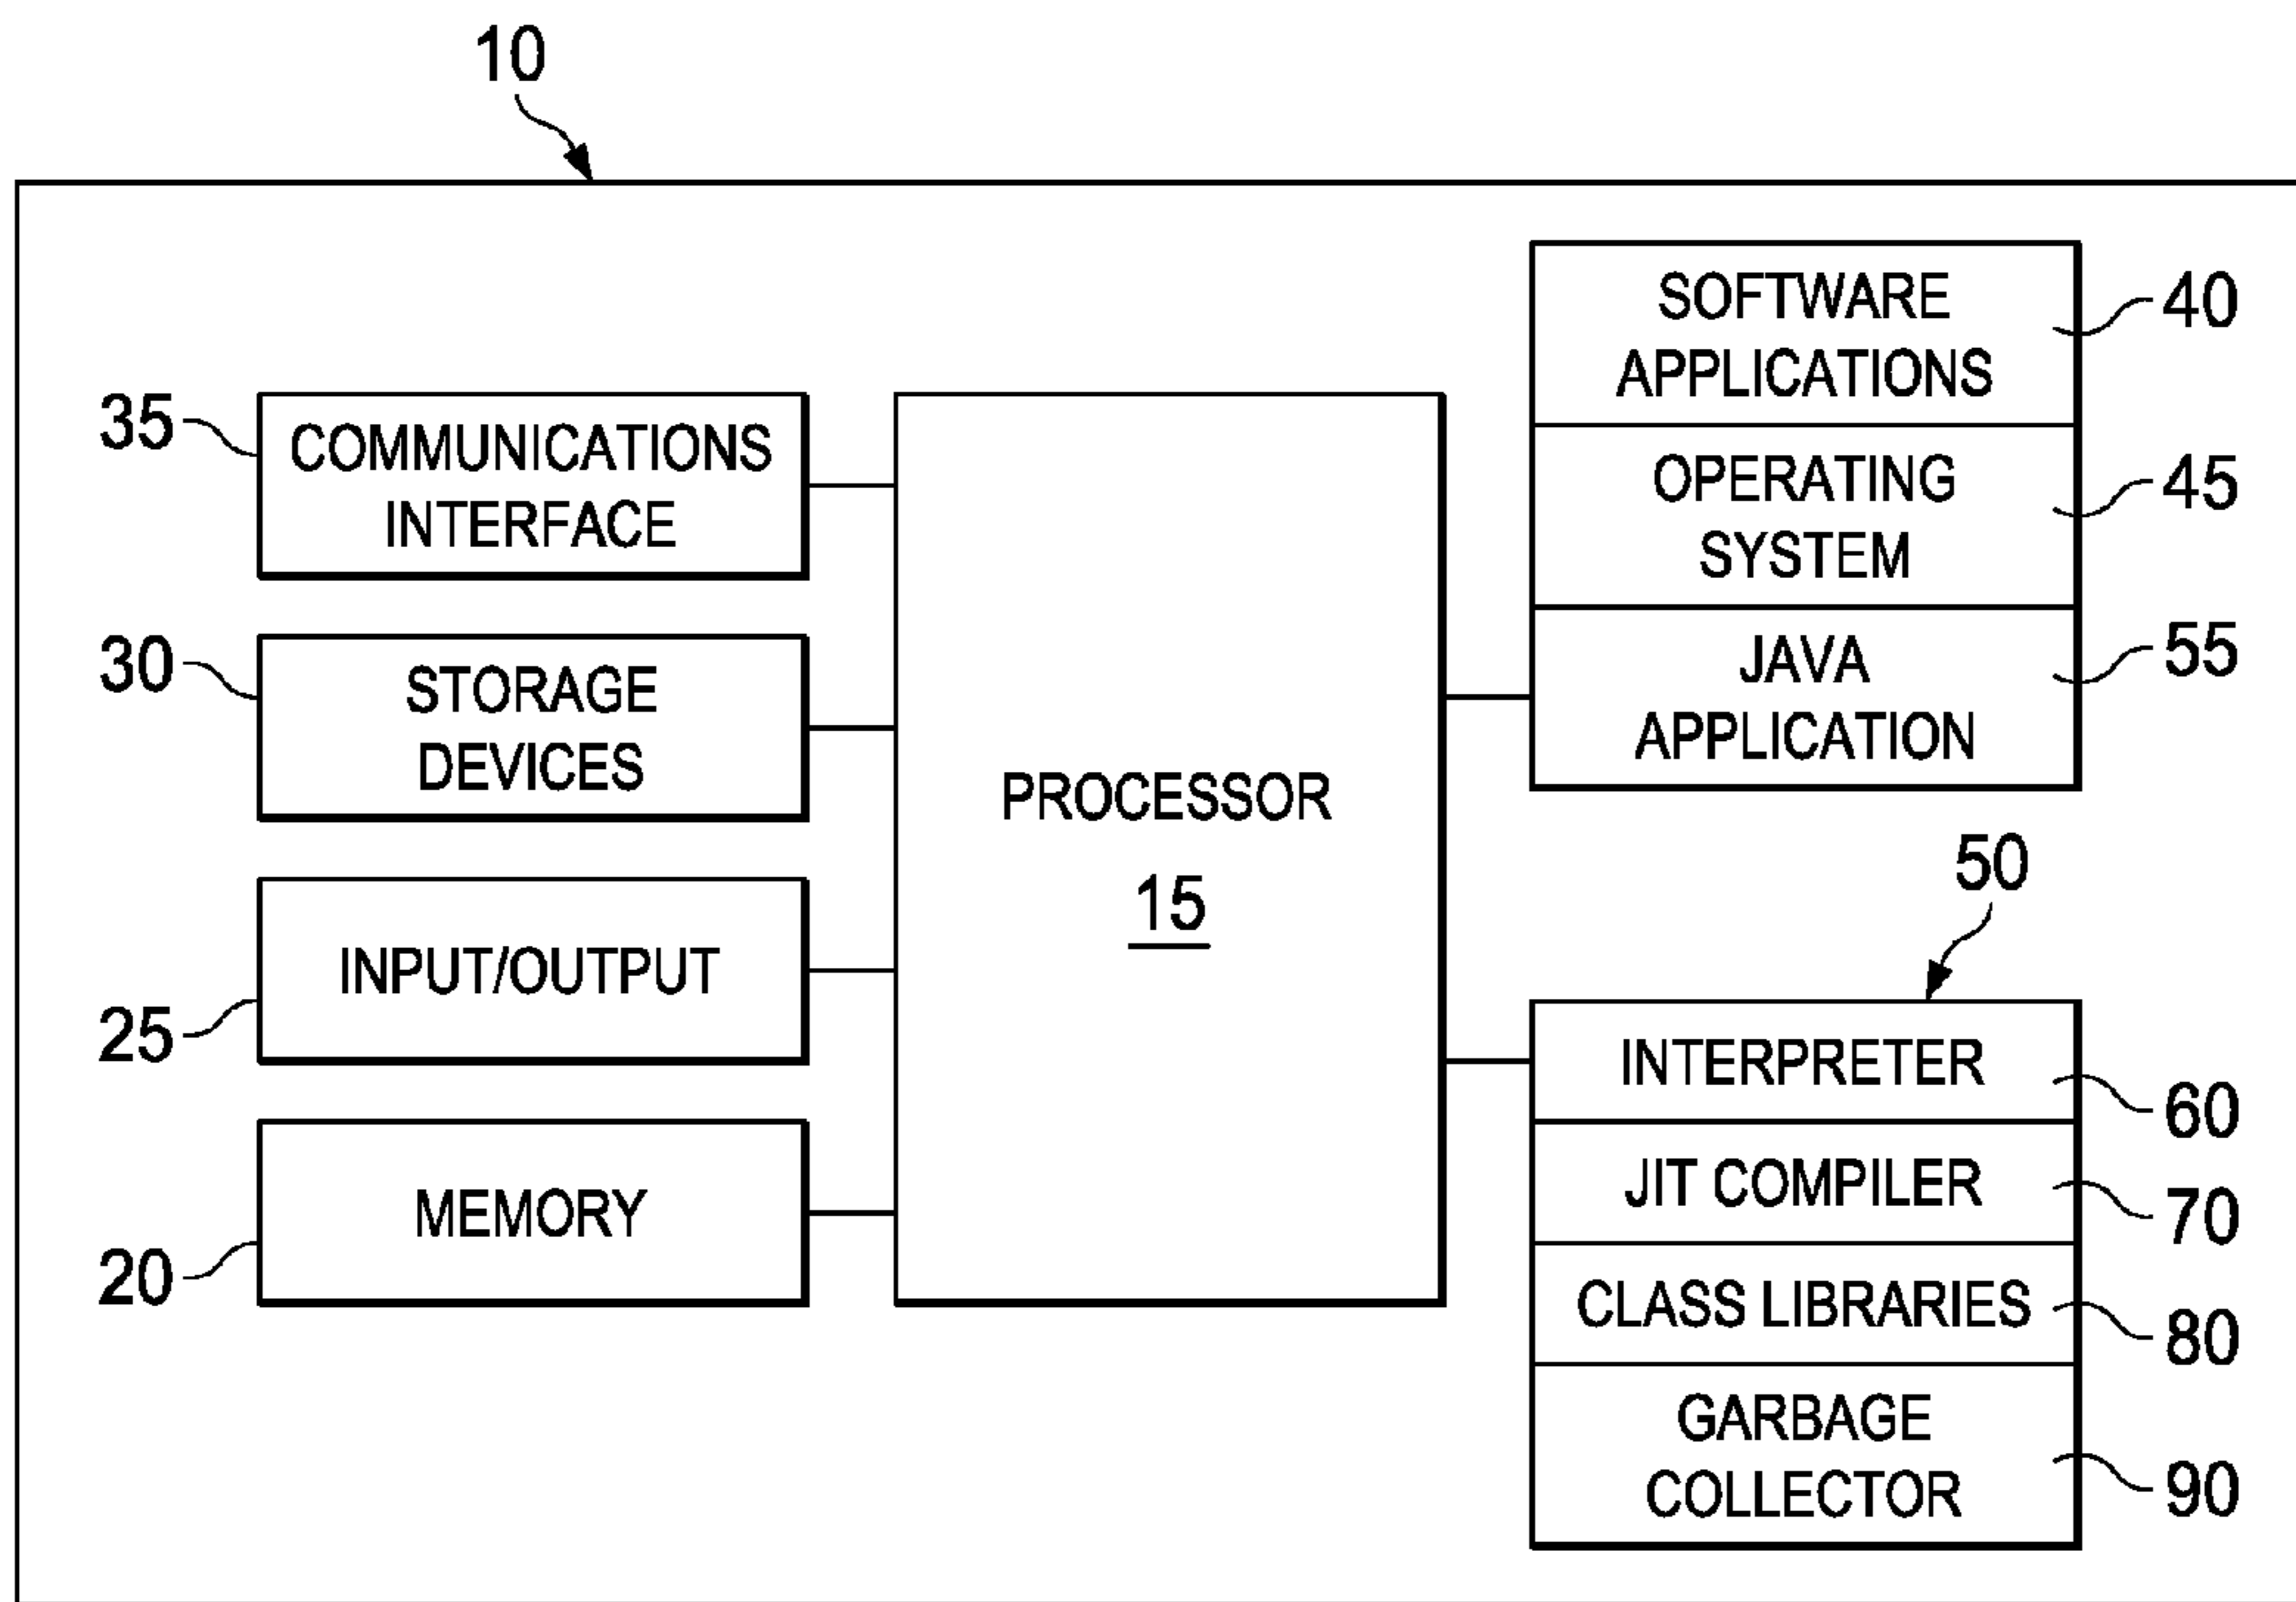 10
35
COMMUNICATIONS
INTERFACE
30
STORAGE
DEVICES
25
INPUT/OUTPUT
20
MEMORY
PROCESSOR
15
SOFTWARE
APPLICATIONS
40
OPERATING
SYSTEM
45
JAVA
APPLICATION
55
50
INTERPRETER
60
JIT COMPILER
70
CLASS LIBRARIES
80
GARBAGE
COLLECTOR
90